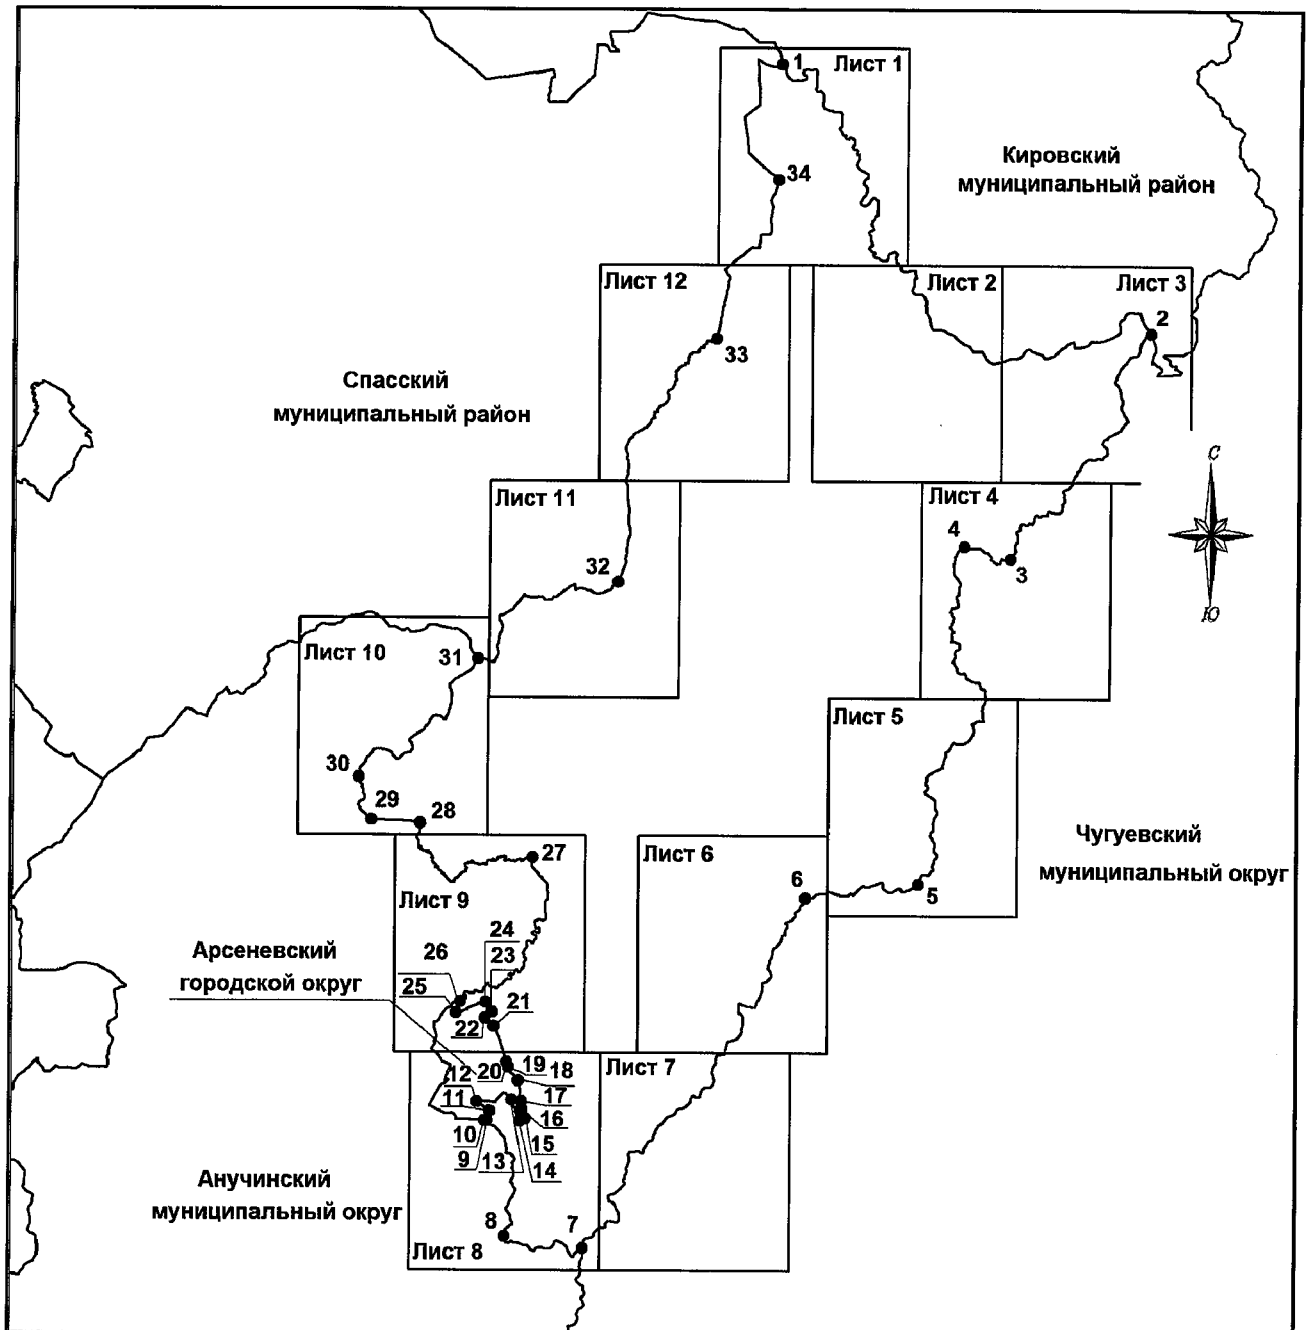 1
Лист 1
Кировский
муниципальный район
34
Лист 12
Лист 2
Лист 3
2
33
Спасский
муниципальный район
С
Лист 11
Лист 4
4
3
32
Ю
Лист 10
31
Лист 5
30
29
28
Чугуевский
муниципальный округ
27
Лист 6
6
5
Лист 9
24
Арсеневский
городской округ
26
23
25
21
22
Лист 7
12
20
19
18
11
17
10
16
9
13
15
14
Анучинский
муниципальный округ
8
7
Лист 8